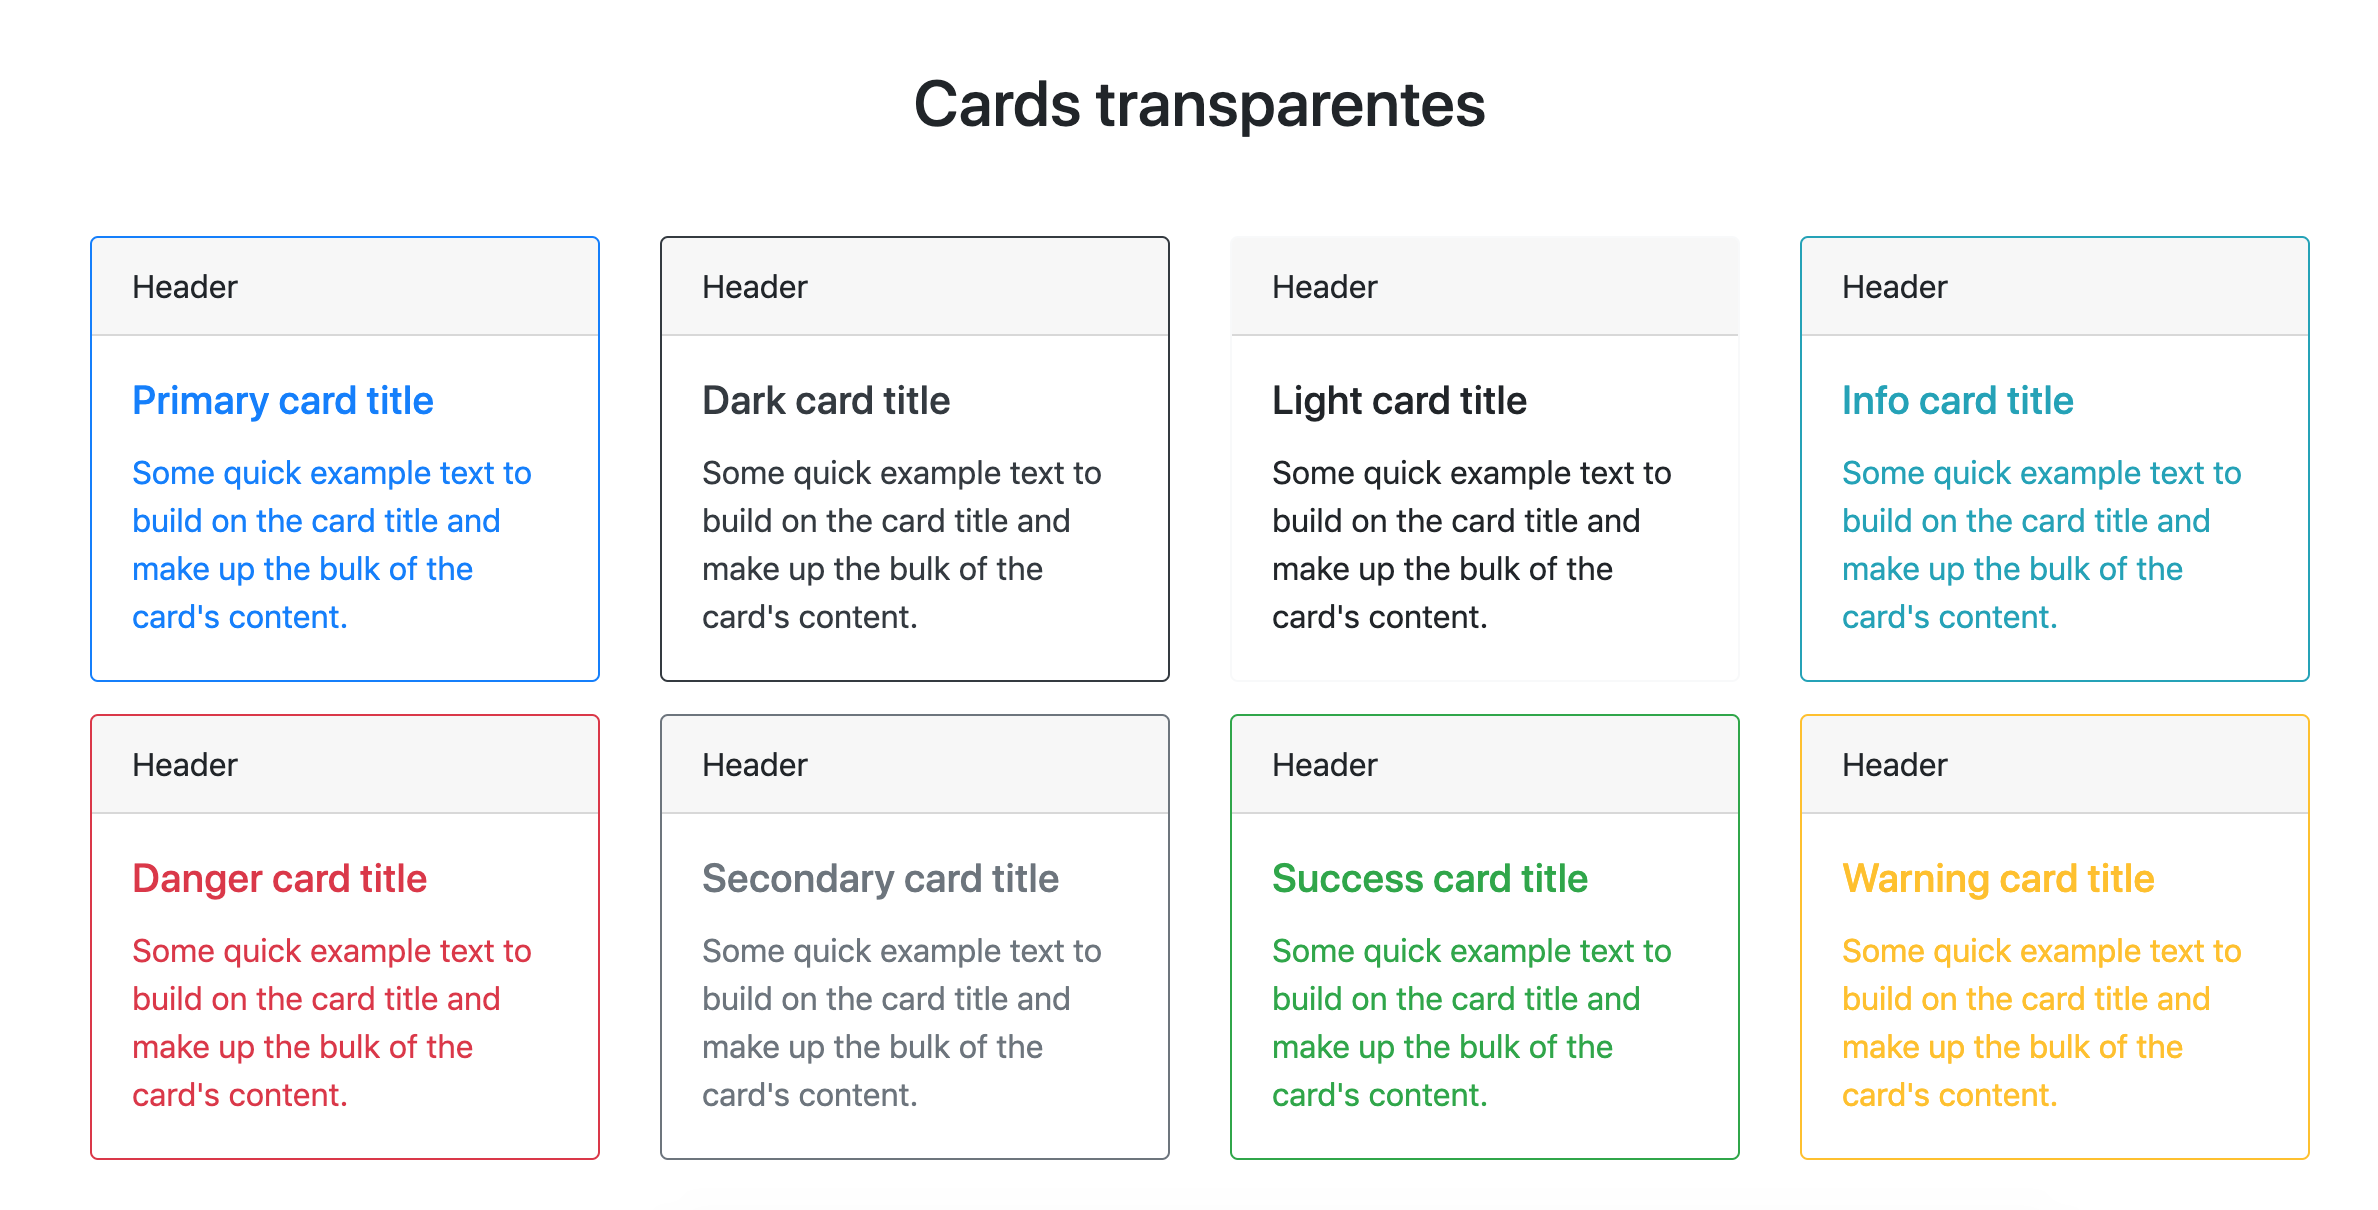 Cards transparentes
Header
Primary card title
Some quick example text to
build on the card title and
make up the bulk of the
card's content.
Header
Dark card title
Some quick example text to
build on the card title and
make up the bulk of the
card's content.
Header
Light card title
Some quick example text to
build on the card title and
make up the bulk of the
card's content.
Header
Info card title
Some quick example text to
build on the card title and
make up the bulk of the
card's content.
Header
Danger card title
Some quick example text to
build on the card title and
make up the bulk of the
card's content.
Header
Secondary card title
Some quick example text to
build on the card title and
make up the bulk of the
card's content.
Header
Success card title
Some quick example text to
build on the card title and
make up the bulk of the
card's content.
Header
Warning card title
Some quick example text to
build on the card title and
make up the bulk of the
card's content.